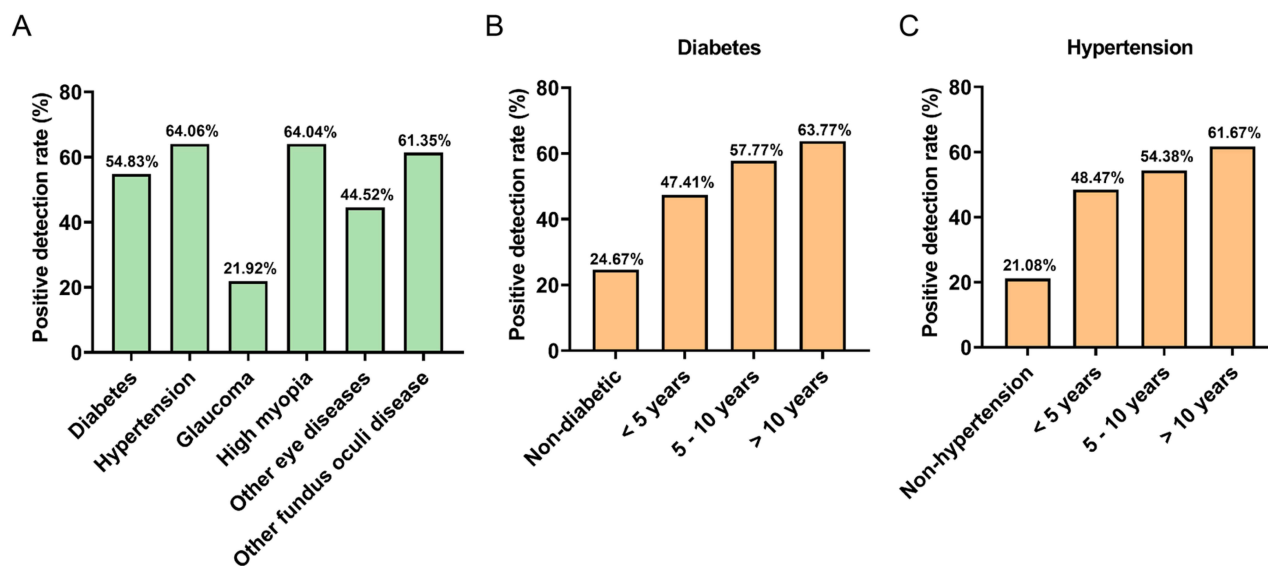 A
Positive detection rate (%)
80
60
40
20
0
54.83%
64.06%
21.92%
64.04%
44.52%
61.35%
Diabetes
Hypertension
Glaucoma
High myopia
Other eye diseases
Other fundus oculi disease
B
Diabetes
Positive detection rate (%)
80
60
40
20
0
24.67%
47.41%
57.77%
63.77%
Non-diabetic
< 5 years
5 - 10 years
> 10 years
C
Hypertension
Positive detection rate (%)
80
60
40
20
0
21.08%
48.47%
54.38%
61.67%
Non-hypertension
< 5 years
5 - 10 years
> 10 years